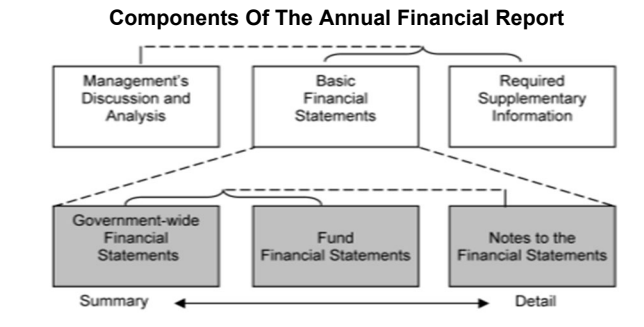 Components Of The Annual Financial Report
Management's
Discussion and
Analysis
Basic
Financial
Statements
Required
Supplementary
Information
Government-wide
Financial
Statements
Fund
Financial Statements
Notes to the
Financial Statements
Summary
Detail